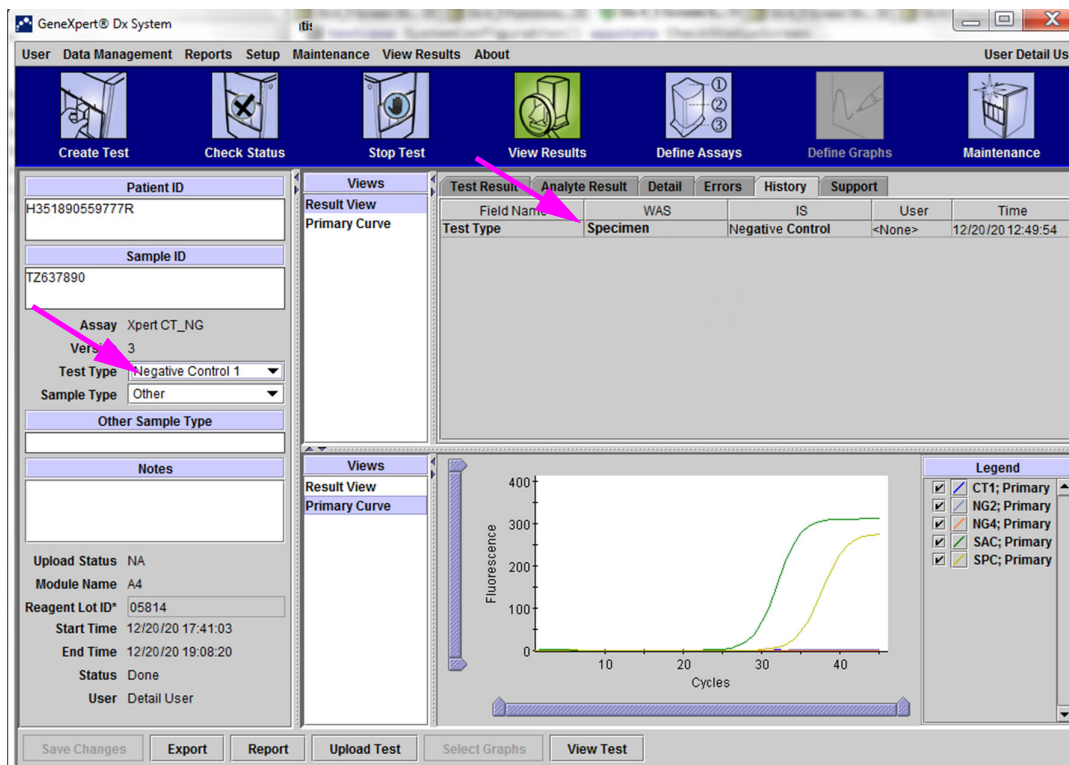 GeneXpert® Dx System
User Data Management Reports Setup Maintenance View Results About User Detail Us
Create Test Check Status Stop Test View Results Define Assays Define Graphs Maintenance
① ② ③
Patient ID
H351890559777R
Sample ID
TZ637890
Assay Xpert CT_NG
3
Test Type Negative Control 1
Sample Type Other
Other Sample Type
Notes
Upload Status NA
Module Name A4
Reagent Lot ID* 05814
Start Time 12/20/20 17:41:03
End Time 12/20/20 19:08:20
Status Done
User Detail User
Views
Result View
Primary Curve
Test Result Analyte Result Detail Errors History Support
Field Name WAS IS User Time
Test Type Specimen Negative Control <None> 12/20/20 12:49:54
Views
Result View
Primary Curve
Fluorescence
400
300
200
100
0
10 20 30 40
Cycles
Legend
CT1; Primary
NG2; Primary
NG4; Primary
SAC; Primary
SPC; Primary
Save Changes Export Report Upload Test Select Graphs View Test